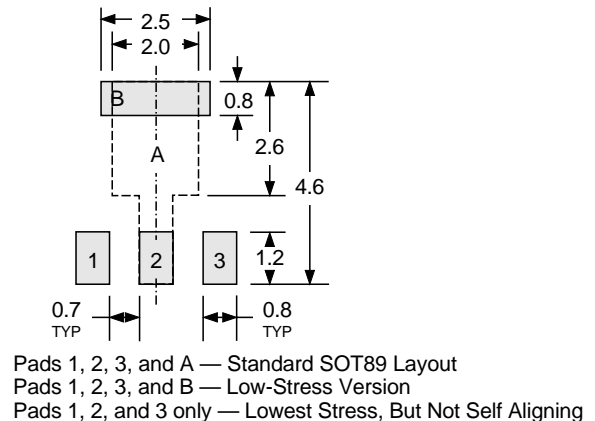 2.5
2.0
B
0.8
A
2.6
4.6
1
2
3
1.2
0.7
TYP
0.8
TYP
Pads 1, 2, 3, and A — Standard SOT89 Layout
Pads 1, 2, 3, and B — Low-Stress Version
Pads 1, 2, and 3 only — Lowest Stress, But Not Self Aligning